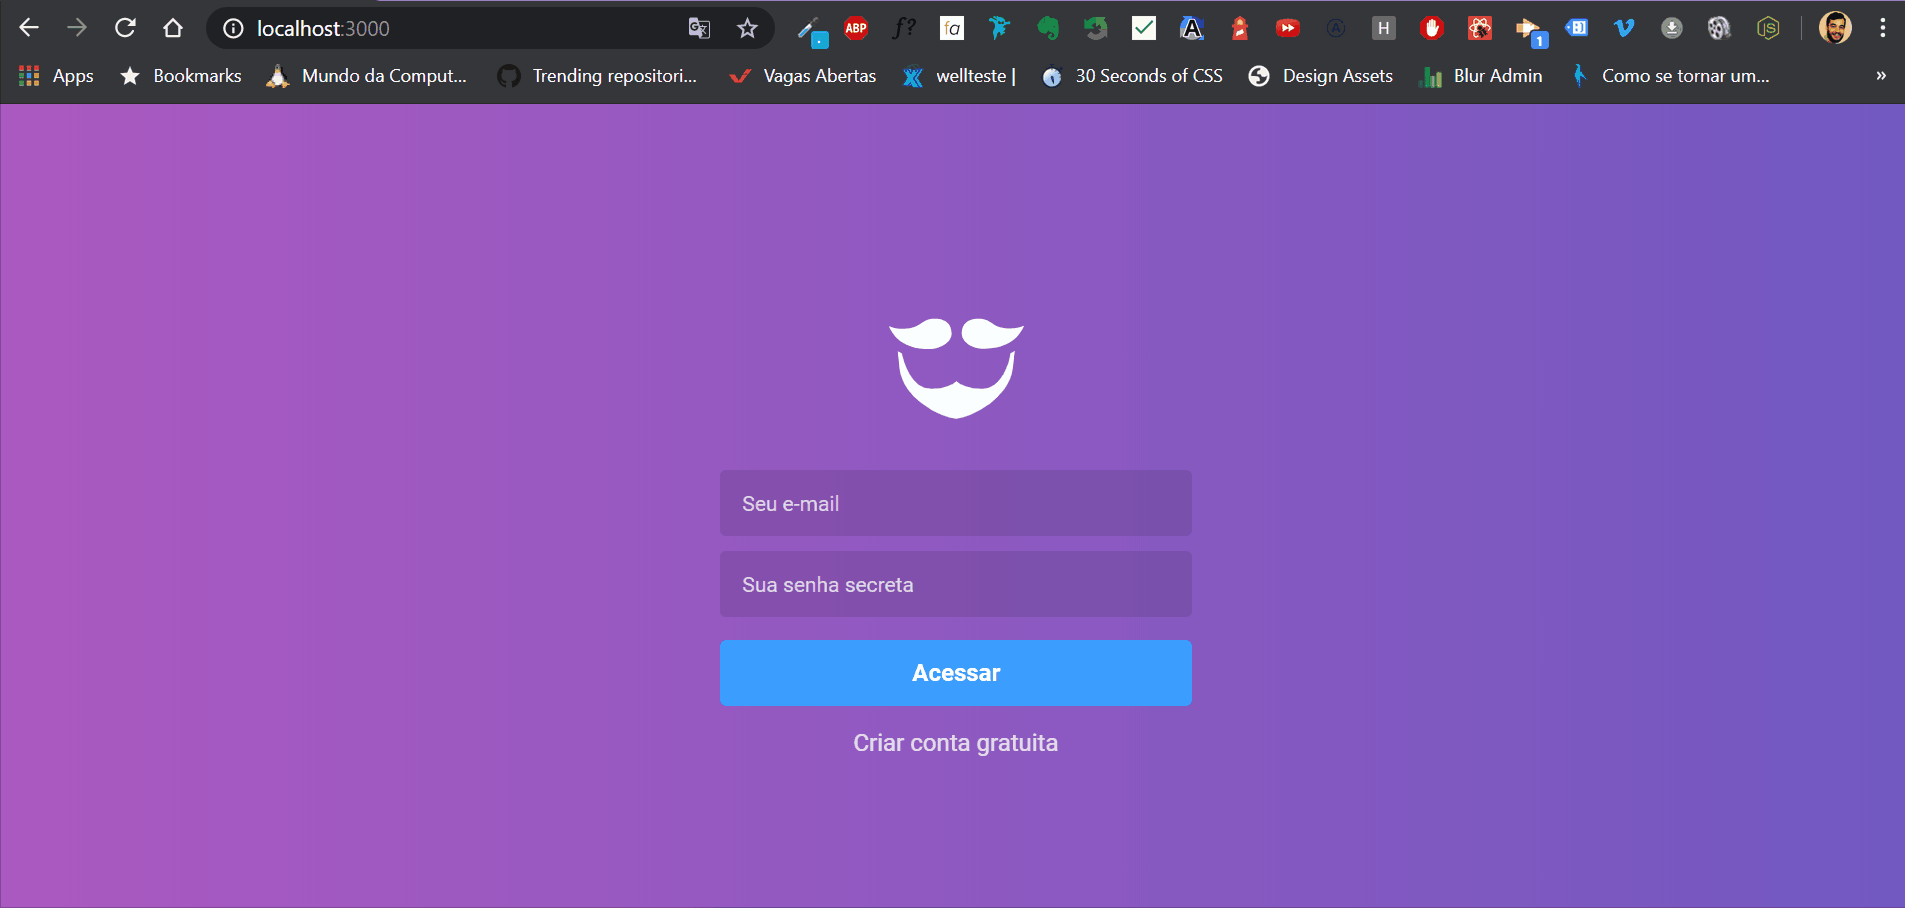 localhost:3000
ABP
f?
fa
A
A
H
1
JS
Apps
Bookmarks
Mundo da Comput...
Trending repositori...
Vagas Abertas
wellteste |
30 Seconds of CSS
Design Assets
Blur Admin
Como se tornar um...
»
Seu e-mail
Sua senha secreta
Acessar
Criar conta gratuita